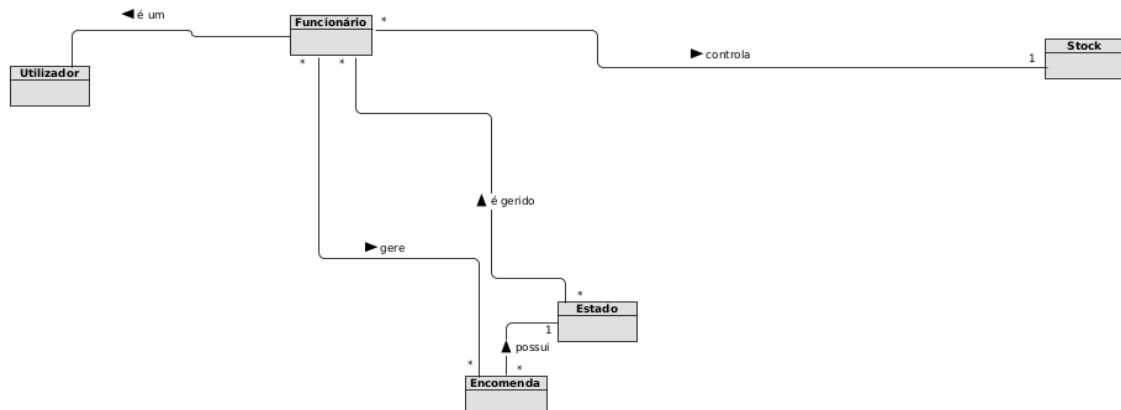 é um
Funcionário
*
Stock
controla
1
Utilizador
*
*
é gerido
gere
*
Estado
1
possui
*
*
Encomenda